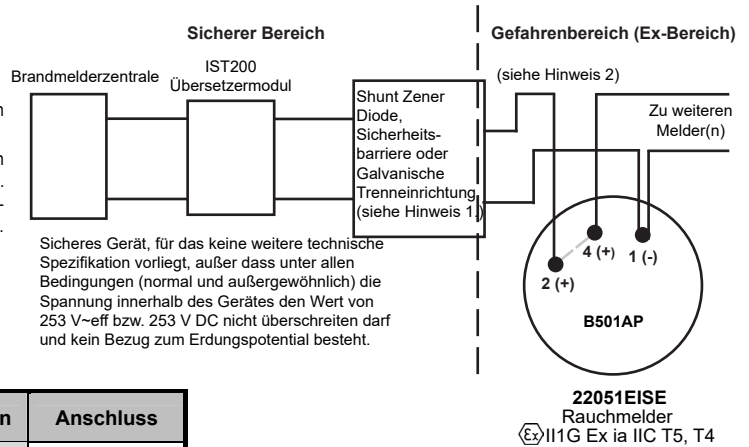 Sicherer Bereich
Gefahrenbereich (Ex-Bereich)
Brandmelderzentrale
IST200
Übersetzermodul
(siehe Hinweis 2)
Shunt Zener
Diode,
Sicherheits-
barriere oder
Galvanische
Trenneinrichtung
(siehe Hinweis 1.)
Zu weiteren
Melder(n)
n
n
.
-
.
Sicheres Gerät, für das keine weitere technische
Spezifikation vorliegt, außer dass unter allen
Bedingungen (normal und außergewöhnlich) die
Spannung innerhalb des Gerätes den Wert von
253 V~eff bzw. 253 V DC nicht überschreiten darf
und kein Bezug zum Erdungspotential besteht.
4 (+)
1 (-)
2 (+)
B501AP
22051EISE
Rauchmelder
Ex II1G Ex ia IIC T5, T4
n
Anschluss